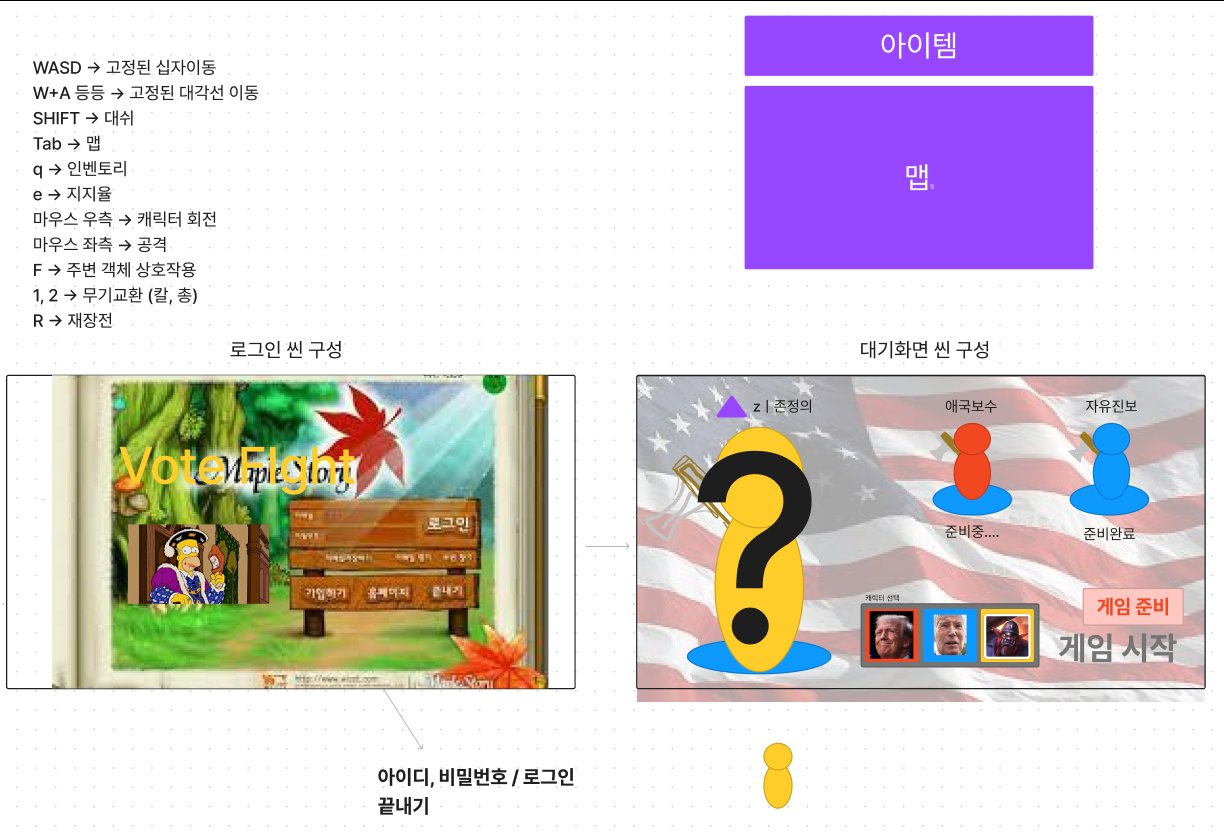 WASD → 고정된 십자이동
W+A 등등 → 고정된 대각선 이동
SHIFT → 대쉬
Tab → 맵
q → 인벤토리
e → 지지율
마우스 우측 → 캐릭터 회전
마우스 좌측 → 공격
F → 주변 객체 상호작용
1, 2 → 무기교환 (칼, 총)
R → 재장전
아이템
맵
로그인 씬 구성
Vote FIght
MapleStory
로그인
가입하기 홈페이지 끝내기
MapleStory
아이디, 비밀번호 / 로그인
끝내기
대기화면 씬 구성
zㅣ존정의
애국보수
자유진보
?
준비중....
준비완료
캐릭터 선택
게임 준비
게임 시작